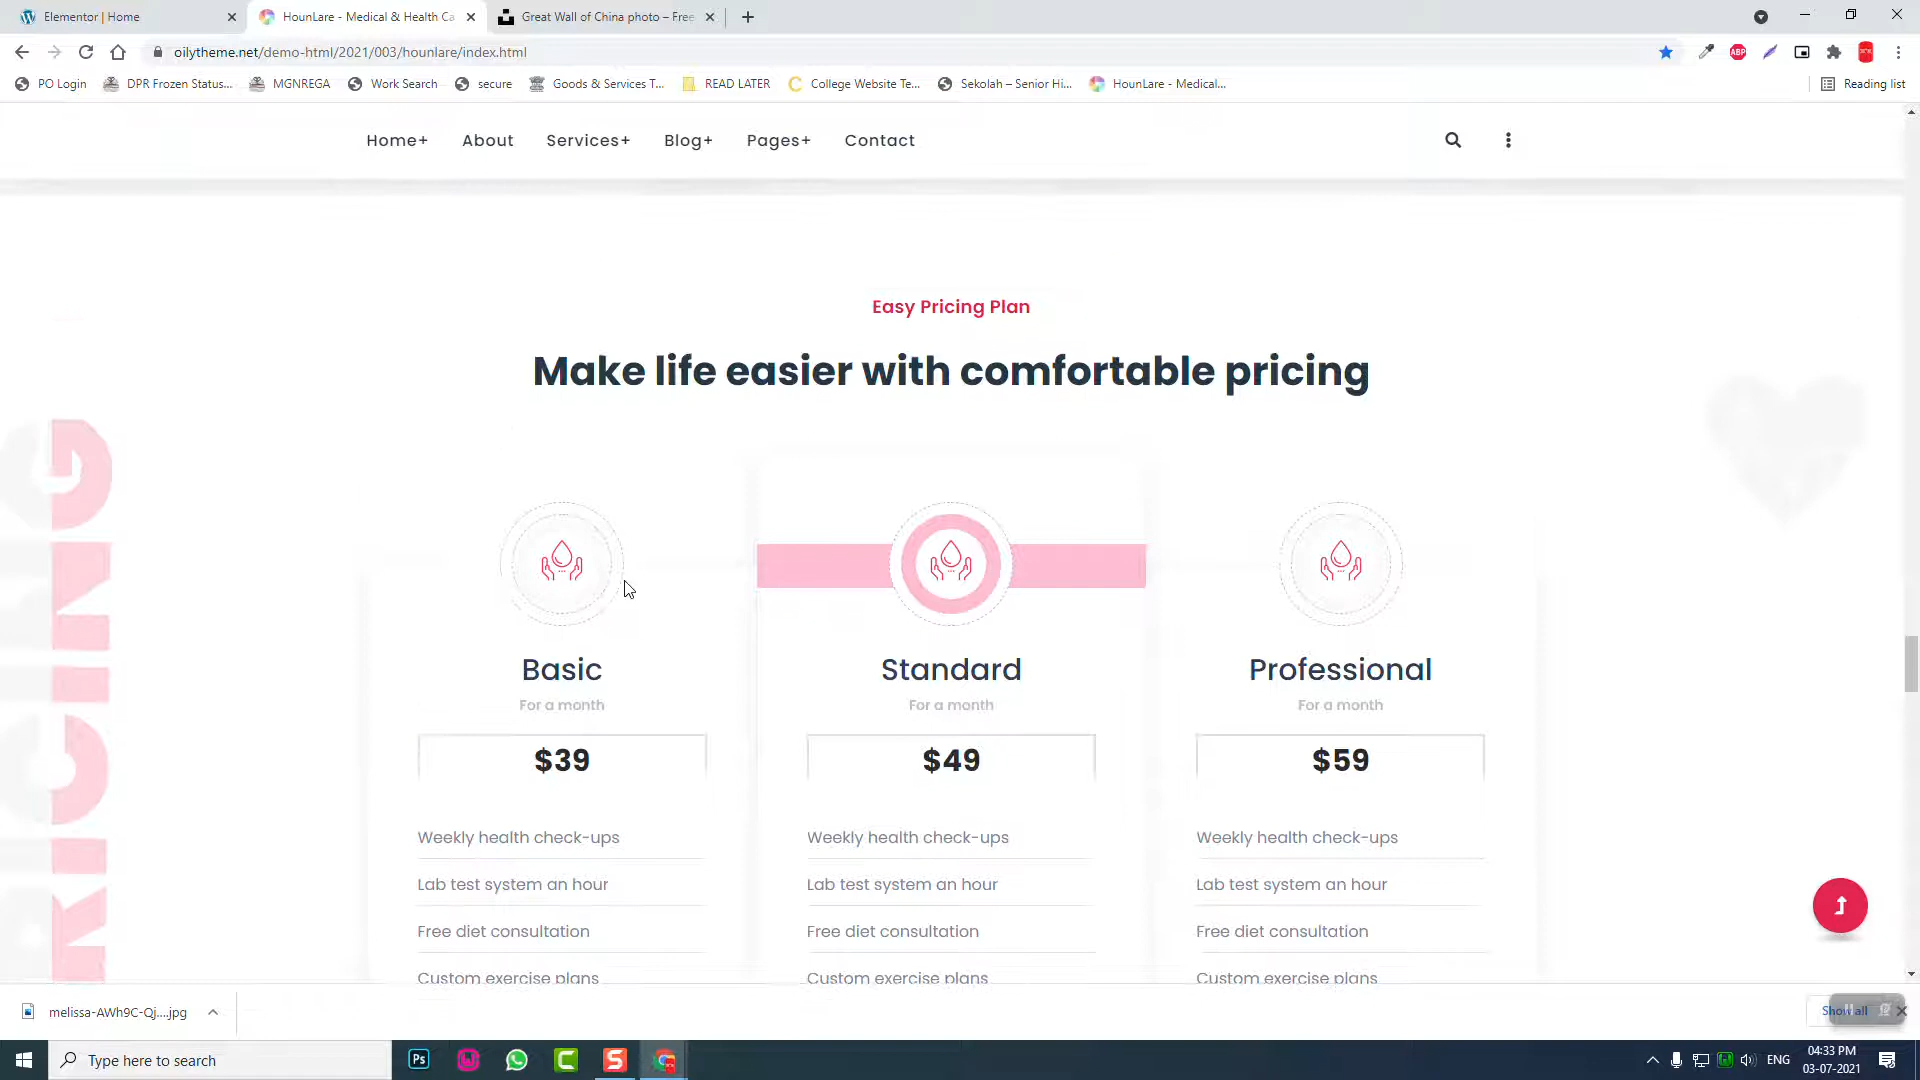 Elementor | Home
HounLare - Medical & Health Ca
Great Wall of China photo – Free
oilytheme.net/demo-html/2021/003/hounlare/index.html
ABP
PO Login
DPR Frozen Status...
MGNREGA
Work Search
secure
Goods & Services T...
READ LATER
College Website Te...
Sekolah – Senior Hi...
HounLare - Medical...
Reading list
Home+
About
Services+
Blog+
Pages+
Contact
Easy Pricing Plan
Make life easier with comfortable pricing
RICING
Basic
Standard
Professional
For a month
For a month
For a month
$39
$49
$59
Weekly health check-ups
Weekly health check-ups
Weekly health check-ups
Lab test system an hour
Lab test system an hour
Lab test system an hour
Free diet consultation
Free diet consultation
Free diet consultation
Custom exercise plans
Custom exercise plans
Custom exercise plans
melissa-AWh9C-Qj....jpg
Show all
Type here to search
Ps
ENG
04:33 PM
03-07-2021